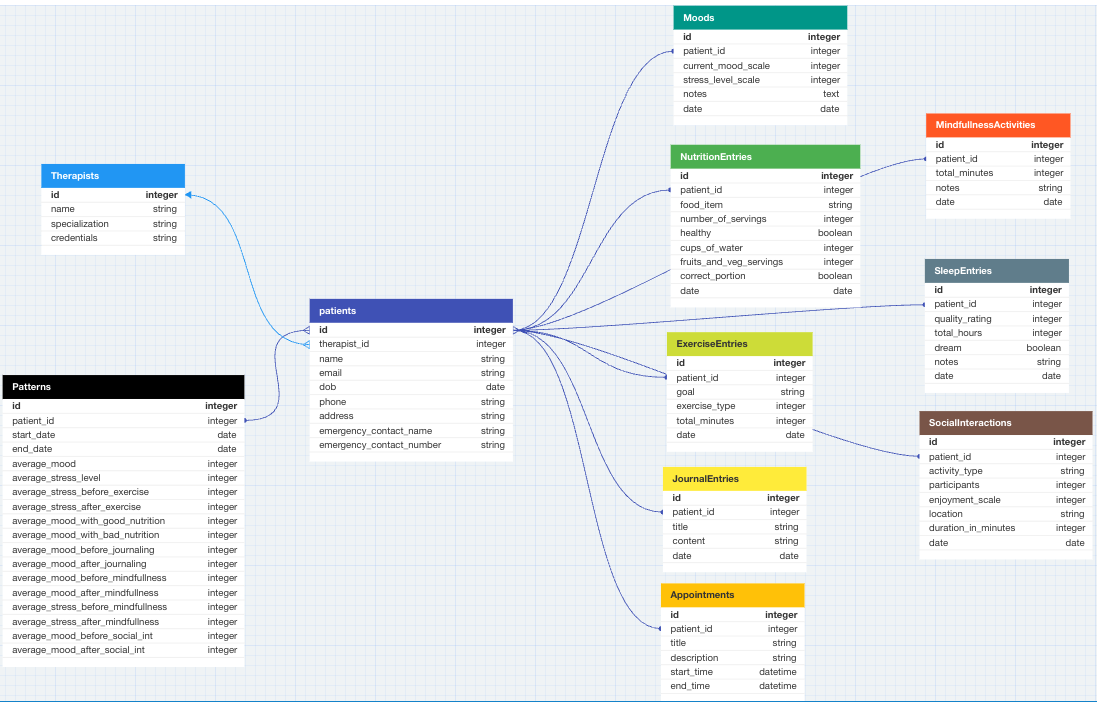 Moods
id integer
patient_id integer
current_mood_scale integer
stress_level_scale integer
notes text
date date
MindfullnessActivities
id integer
patient_id integer
total_minutes integer
notes string
date date
NutritionEntries
id integer
patient_id integer
food_item string
number_of_servings integer
healthy boolean
cups_of_water integer
fruits_and_veg_servings integer
correct_portion boolean
date date
Therapists
id integer
name string
specialization string
credentials string
SleepEntries
id integer
patient_id integer
quality_rating integer
total_hours integer
dream boolean
notes string
date date
patients
id integer
therapist_id integer
name string
email string
dob date
phone string
address string
emergency_contact_name string
emergency_contact_number string
ExerciseEntries
id integer
patient_id integer
goal string
exercise_type integer
total_minutes integer
date date
Patterns
id integer
patient_id integer
start_date date
end_date date
average_mood integer
average_stress_level integer
average_stress_before_exercise integer
average_stress_after_exercise integer
average_mood_with_good_nutrition integer
average_mood_with_bad_nutrition integer
average_mood_before_journaling integer
average_mood_after_journaling integer
average_mood_before_mindfullness integer
average_mood_after_mindfullness integer
average_stress_before_mindfullness integer
average_stress_after_mindfullness integer
average_mood_before_social_int integer
average_mood_after_social_int integer
SocialInteractions
id integer
patient_id integer
activity_type string
participants integer
enjoyment_scale integer
location string
duration_in_minutes integer
date date
JournalEntries
id integer
patient_id integer
title string
content string
date date
Appointments
id integer
patient_id integer
title string
description string
start_time datetime
end_time datetime